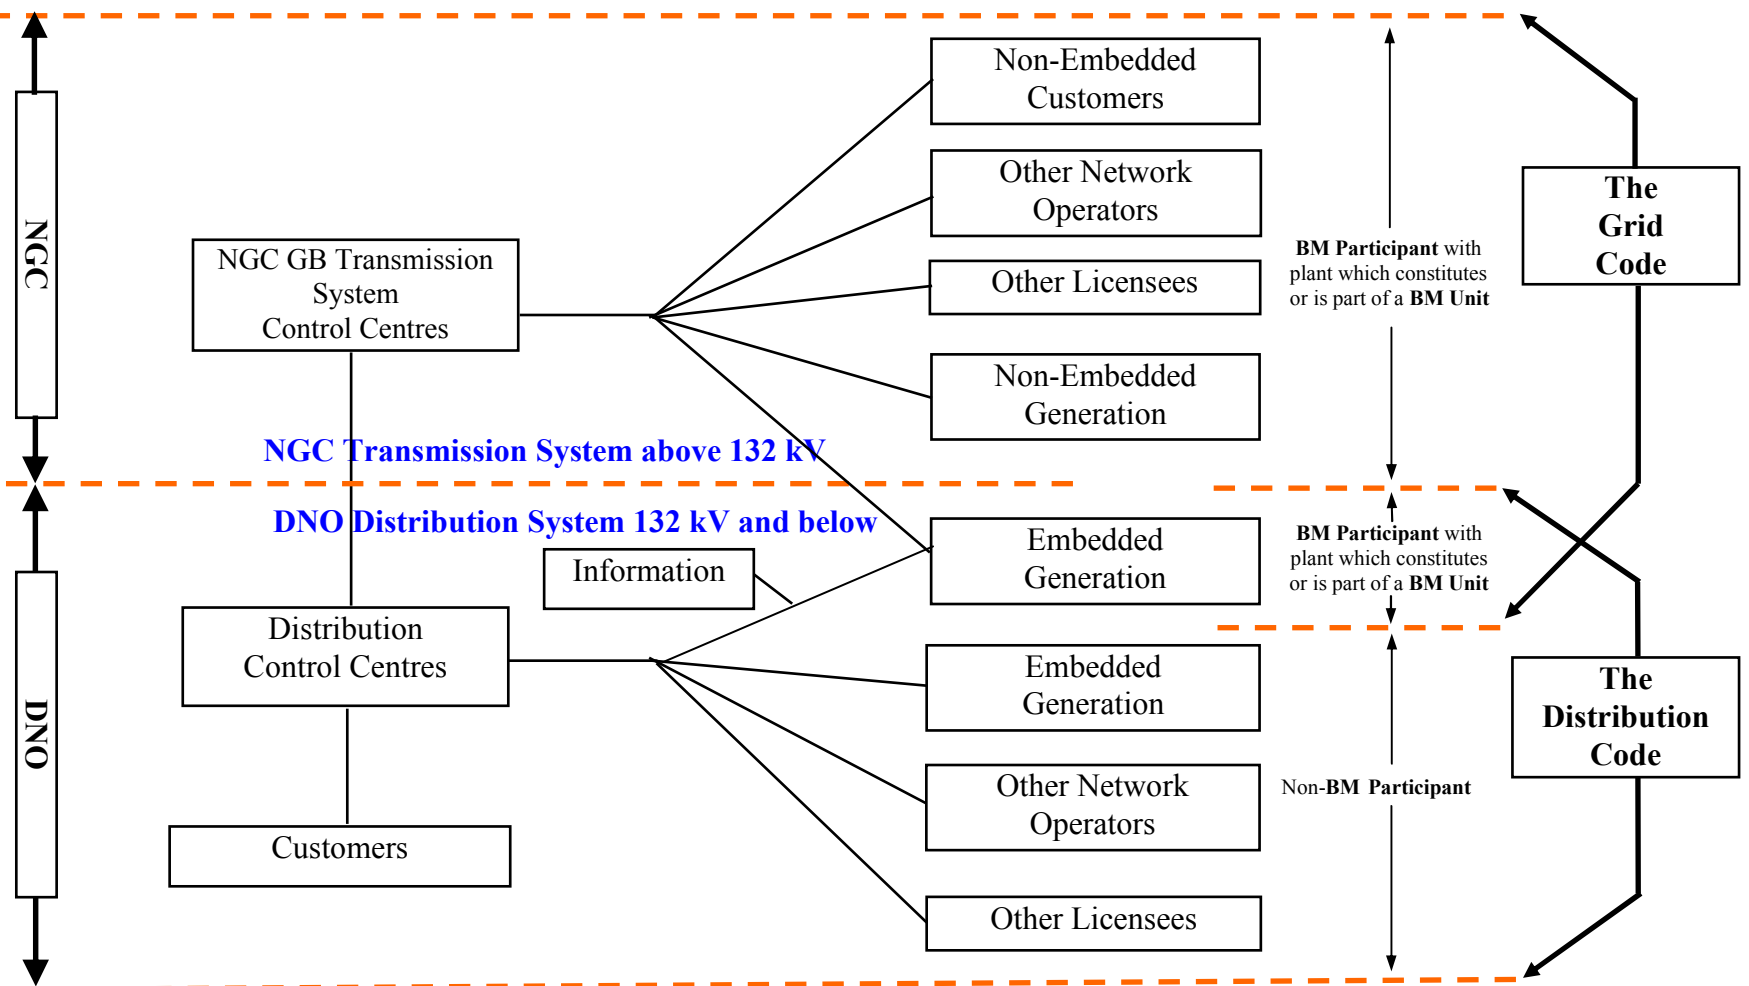 Non-Embedded
Customers
Other Network
Operators
The
Grid
Code
NGC
NGC GB Transmission
System
Control Centres
BM Participant with
plant which constitutes
or is part of a BM Unit
Other Licensees
Non-Embedded
Generation
NGC Transmission System above 132 kV
DNO Distribution System 132 kV and below
Information
Embedded
Generation
BM Participant with
plant which constitutes
or is part of a BM Unit
Distribution
Control Centres
Embedded
Generation
The
Distribution
Code
DNO
Other Network
Operators
Non-BM Participant
Customers
Other Licensees